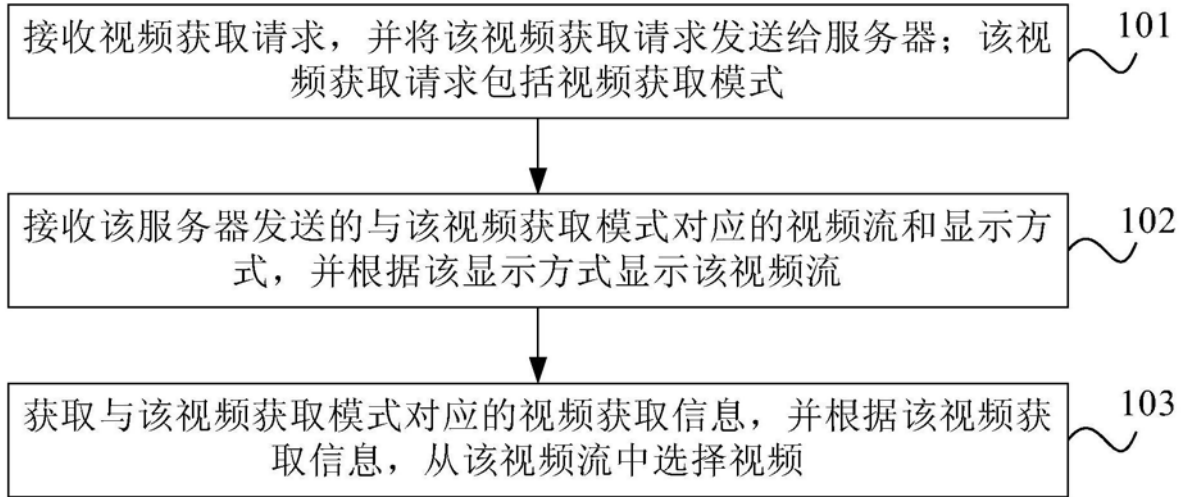 接收视频获取请求，并将该视频获取请求发送给服务器；该视
频获取请求包括视频获取模式
101
接收该服务器发送的与该视频获取模式对应的视频流和显示方
式，并根据该显示方式显示该视频流
102
获取与该视频获取模式对应的视频获取信息，并根据该视频获
取信息，从该视频流中选择视频
103